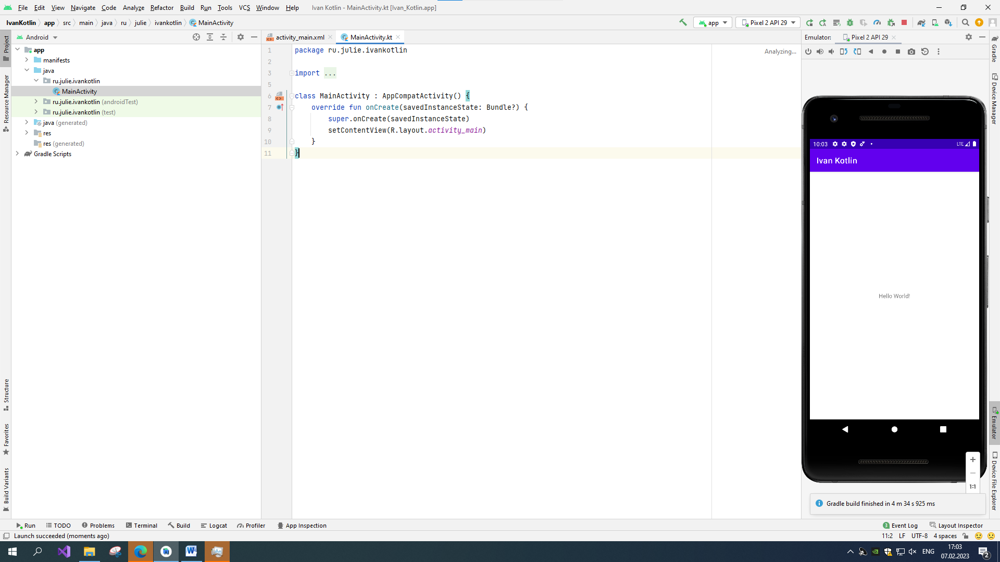 File Edit View Navigate Code Analyze Refactor Build Run Tools VCS Window Help Ivan Kotlin - MainActivity.kt [Ivan_Kotlin.app]
IvanKotlin app src main java ru julie ivankotlin MainActivity app Pixel 2 API 29
Project
Resource Manager
Structure
Favorites
Build Variants
Android
app
manifests
java
ru.julie.ivankotlin
MainActivity
ru.julie.ivankotlin (androidTest)
ru.julie.ivankotlin (test)
java (generated)
res
res (generated)
Gradle Scripts
activity_main.xml MainActivity.kt
Analyzing...
1 package ru.julie.ivankotlin
2
3 import ...
5
6 class MainActivity : AppCompatActivity() {
7 override fun onCreate(savedInstanceState: Bundle?) {
8 super.onCreate(savedInstanceState)
9 setContentView(R.layout.activity_main)
10 }
11 }
Emulator: Pixel 2 API 29
10:03 LTE
Ivan Kotlin
Hello World!
1:1
Gradle build finished in 4 m 34 s 925 ms
Gradle
Device Manager
Emulator
Device File Explorer
Run TODO Problems Terminal Build Logcat Profiler App Inspection 3 Event Log Layout Inspector
Launch succeeded (moments ago) 11:2 LF UTF-8 4 spaces
ENG 17:03
07.02.2023 2